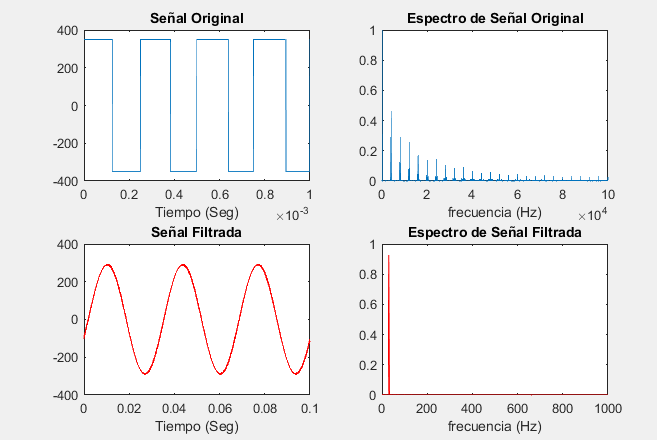 Señal Original
400
200
0
-200
-400
0 0.2 0.4 0.6 0.8 1
Tiempo (Seg) ×10⁻³
Espectro de Señal Original
1
0.8
0.6
0.4
0.2
0
0 2 4 6 8 10
frecuencia (Hz) ×10⁴
Señal Filtrada
400
200
0
-200
-400
0 0.02 0.04 0.06 0.08 0.1
Tiempo (Seg)
Espectro de Señal Filtrada
1
0.8
0.6
0.4
0.2
0
0 200 400 600 800 1000
frecuencia (Hz)